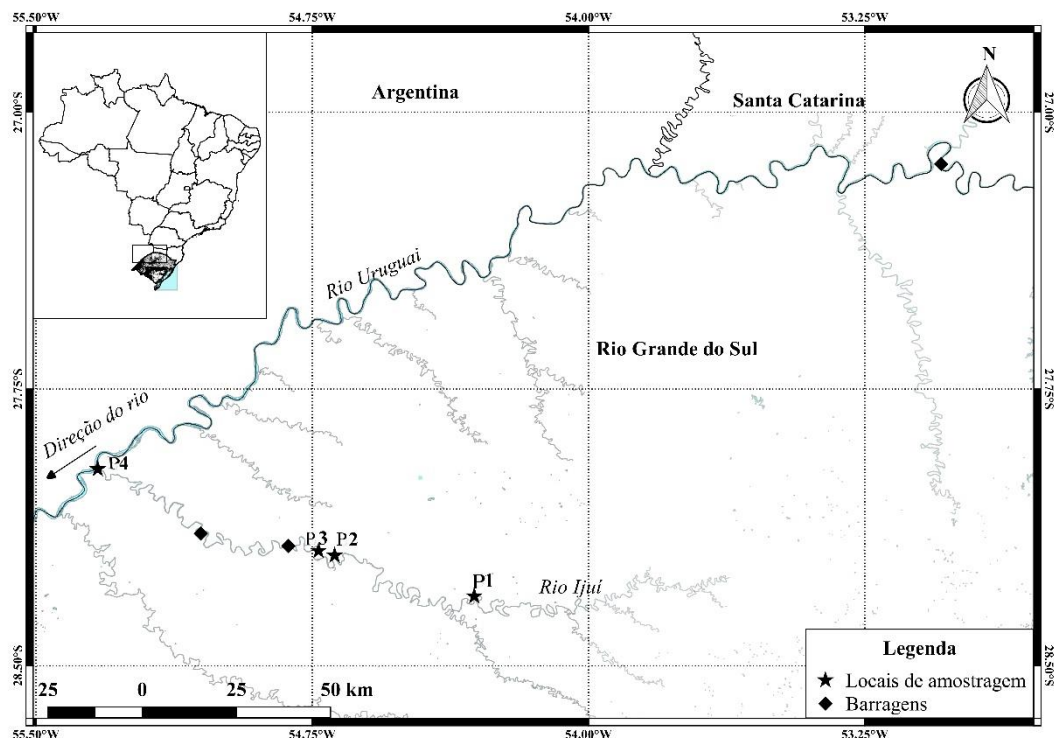 55.50°W 54.75°W 54.00°W 53.25°W
N
Argentina
Santa Catarina
27.00°S
27.00°S
Rio Uruguai
Rio Grande do Sul
27.75°S
27.75°S
Direção do rio
P4
P3
P2
P1
Rio Ijuí
28.50°S
28.50°S
Legenda
Locais de amostragem
Barragens
25 0 25 50 km
55.50°W 54.75°W 54.00°W 53.25°W